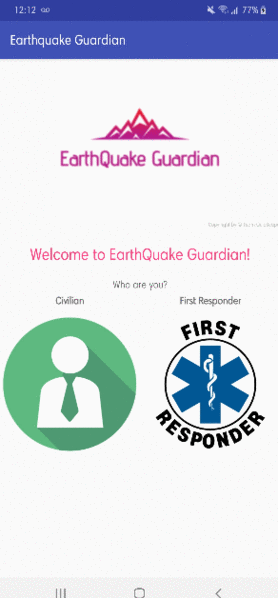 12:12
77%
Earthquake Guardian
EarthQuake Guardian
Welcome to EarthQuake Guardian!
Who are you?
Civilian
First Responder
FIRST
RESPONDER